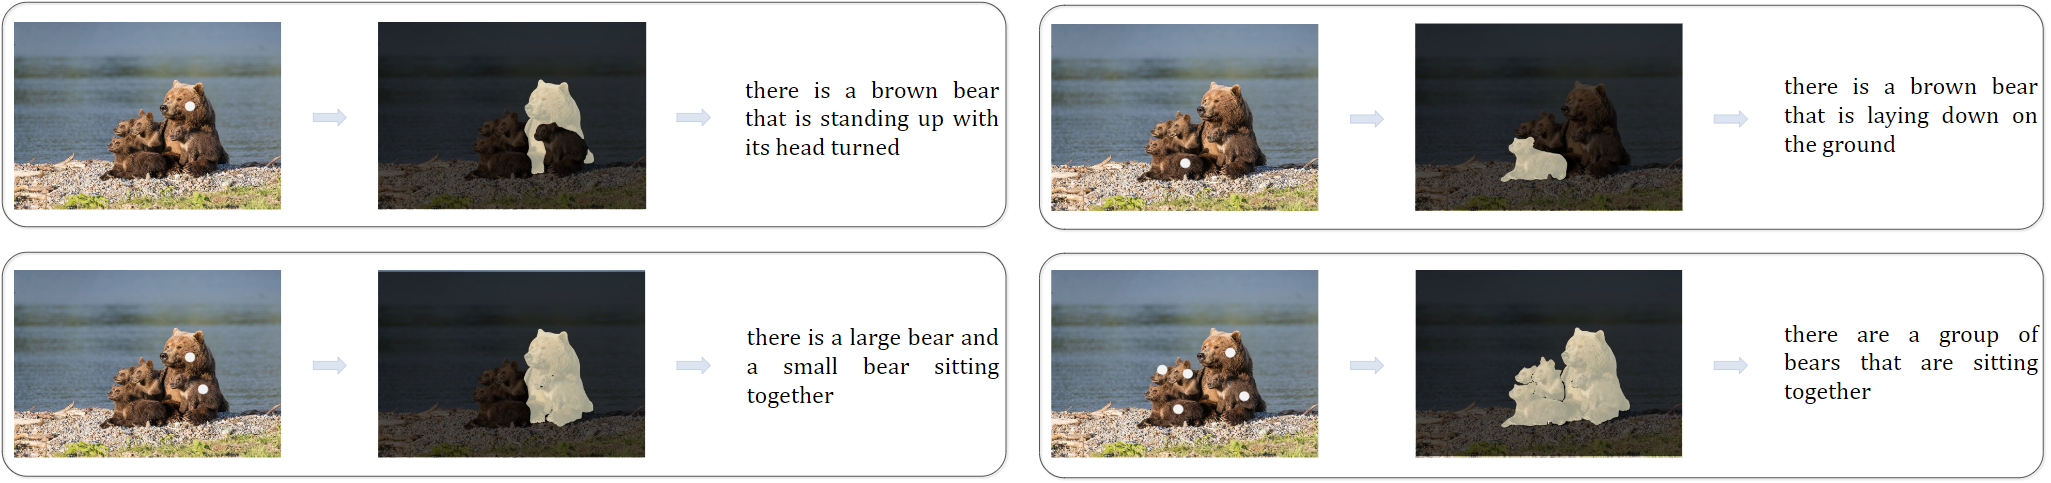 there is a brown bear
that is standing up with
its head turned
there is a brown bear
that is laying down on
the ground
there is a large bear and
a small bear sitting
together
there are a group of
bears that are sitting
together